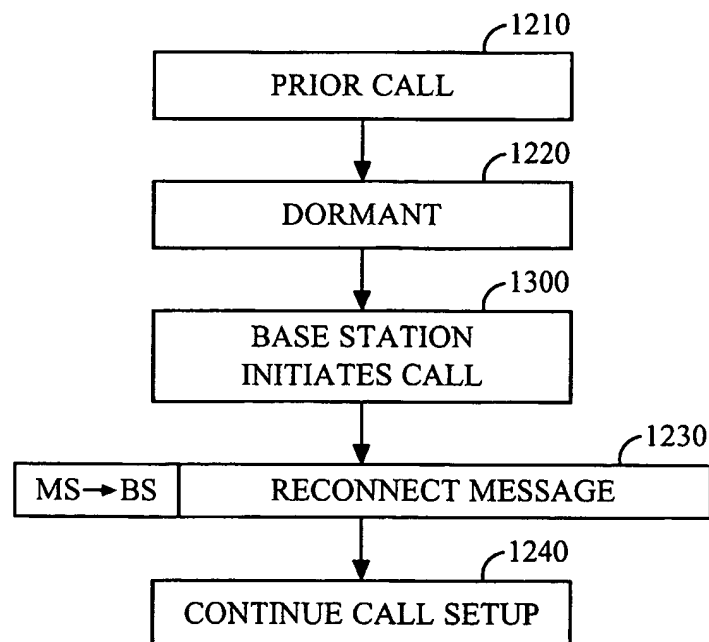 1210
PRIOR CALL
1220
DORMANT
1300
BASE STATION
INITIATES CALL
1230
MS→BS RECONNECT MESSAGE
1240
CONTINUE CALL SETUP